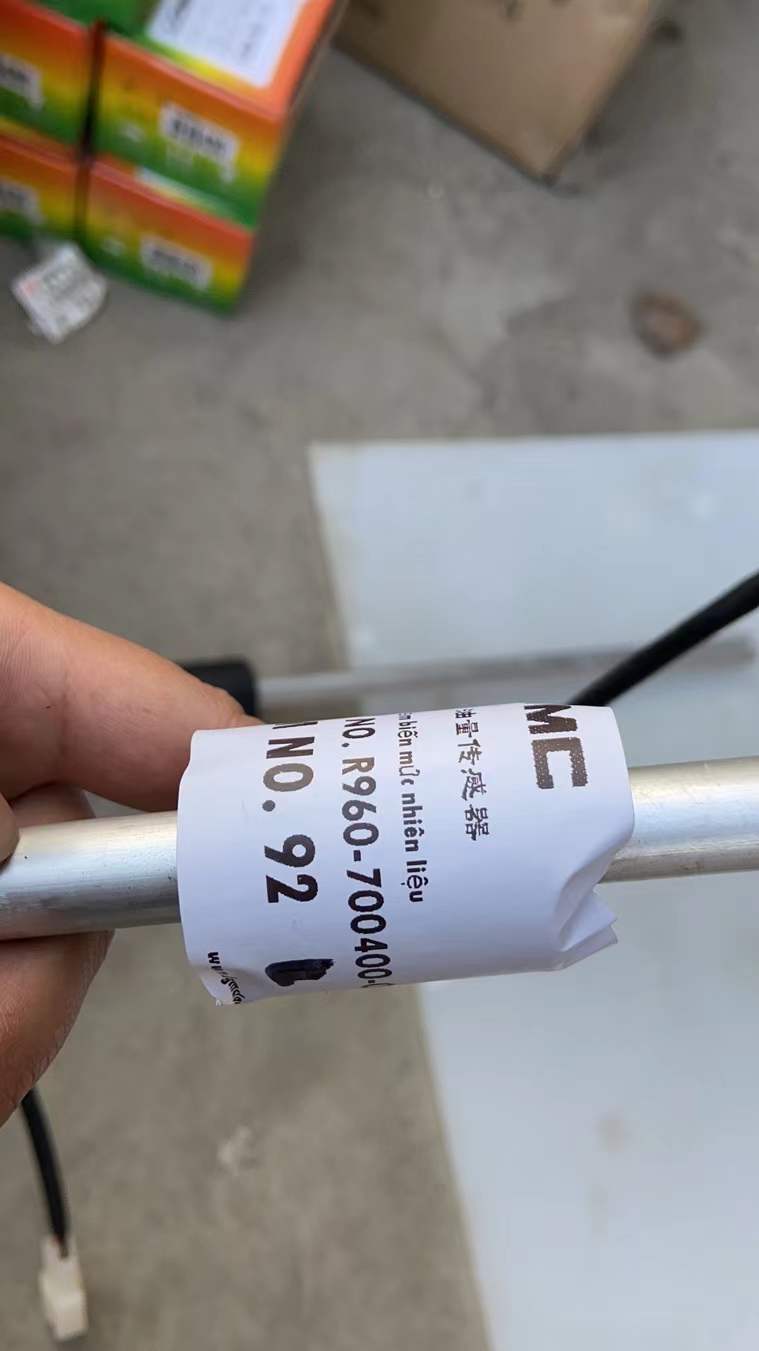 MC
油量传感器
biến mức nhiên liệu
NO. R960-700400-
NO. 92